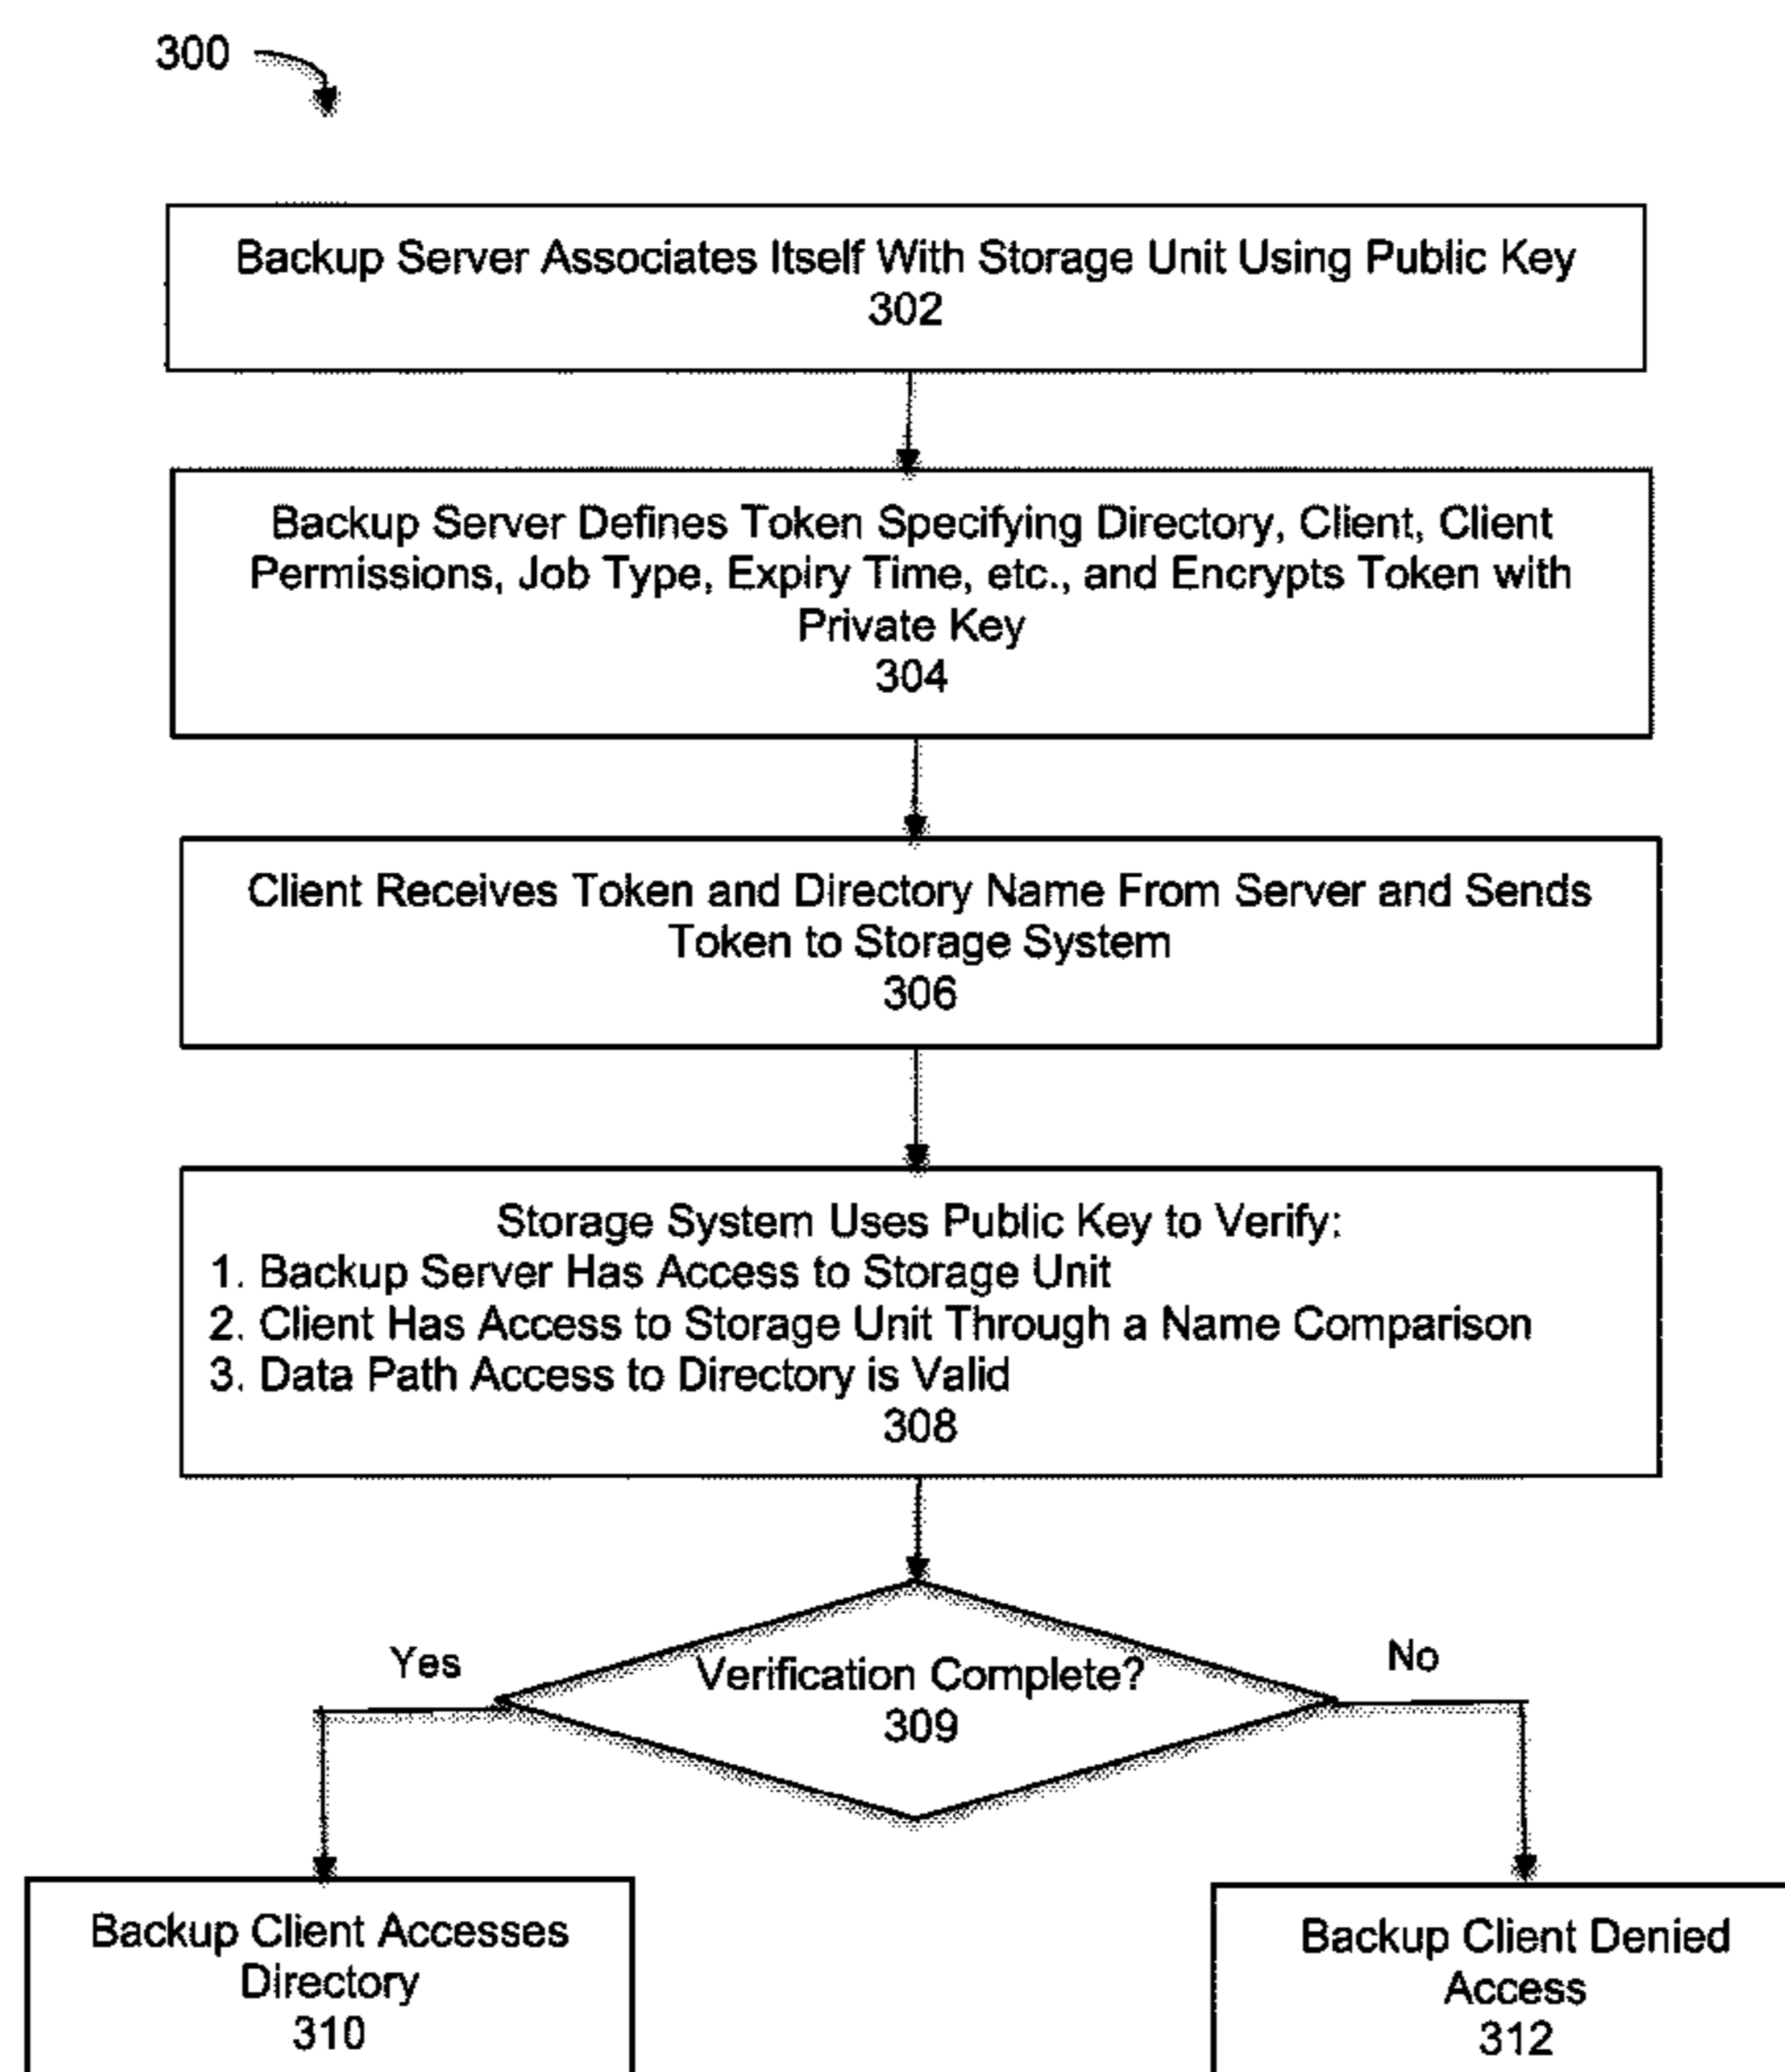 300
Backup Server Associates Itself With Storage Unit Using Public Key
302
Backup Server Defines Token Specifying Directory, Client, Client
Permissions, Job Type, Expiry Time, etc., and Encrypts Token with
Private Key
304
Client Receives Token and Directory Name From Server and Sends
Token to Storage System
306
Storage System Uses Public Key to Verify:
1. Backup Server Has Access to Storage Unit
2. Client Has Access to Storage Unit Through a Name Comparison
3. Data Path Access to Directory is Valid
308
Verification Complete?
309
Yes
No
Backup Client Accesses
Directory
310
Backup Client Denied
Access
312